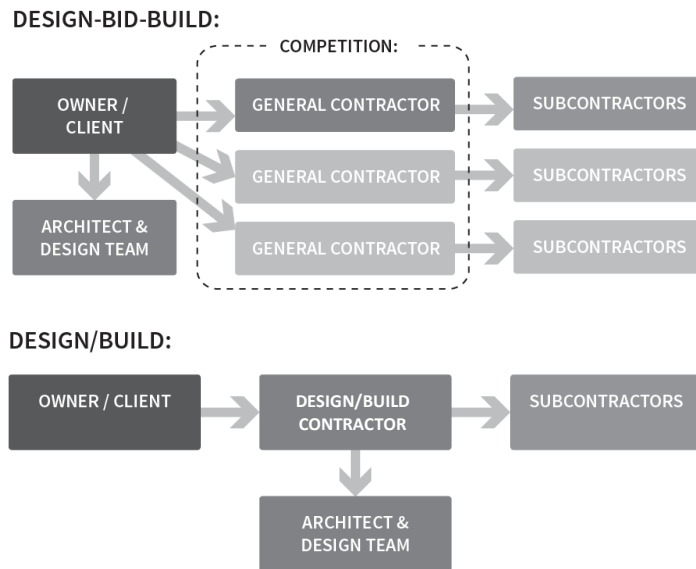 DESIGN-BID-BUILD:
COMPETITION:
OWNER /
CLIENT
GENERAL CONTRACTOR
SUBCONTRACTORS
GENERAL CONTRACTOR
SUBCONTRACTORS
ARCHITECT &
DESIGN TEAM
GENERAL CONTRACTOR
SUBCONTRACTORS
DESIGN/BUILD:
OWNER / CLIENT
DESIGN/BUILD
CONTRACTOR
SUBCONTRACTORS
ARCHITECT &
DESIGN TEAM